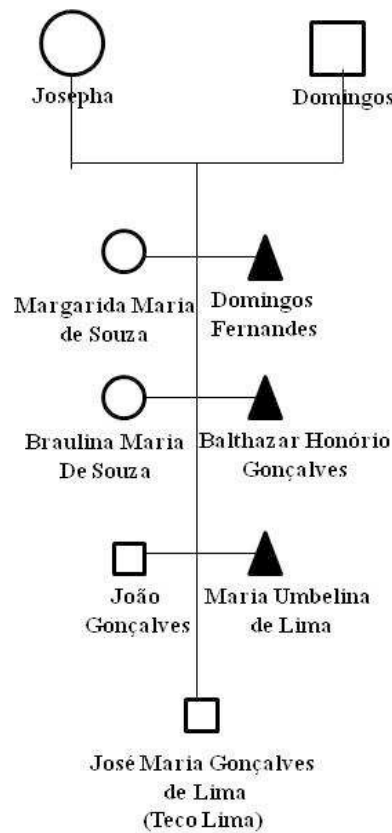 Josepha
Domingos
Margarida Maria
de Souza
Domingos
Fernandes
Braulina Maria
De Souza
Balthazar Honório
Gonçalves
João
Gonçalves
Maria Umbelina
de Lima
José Maria Gonçalves
de Lima
(Teco Lima)